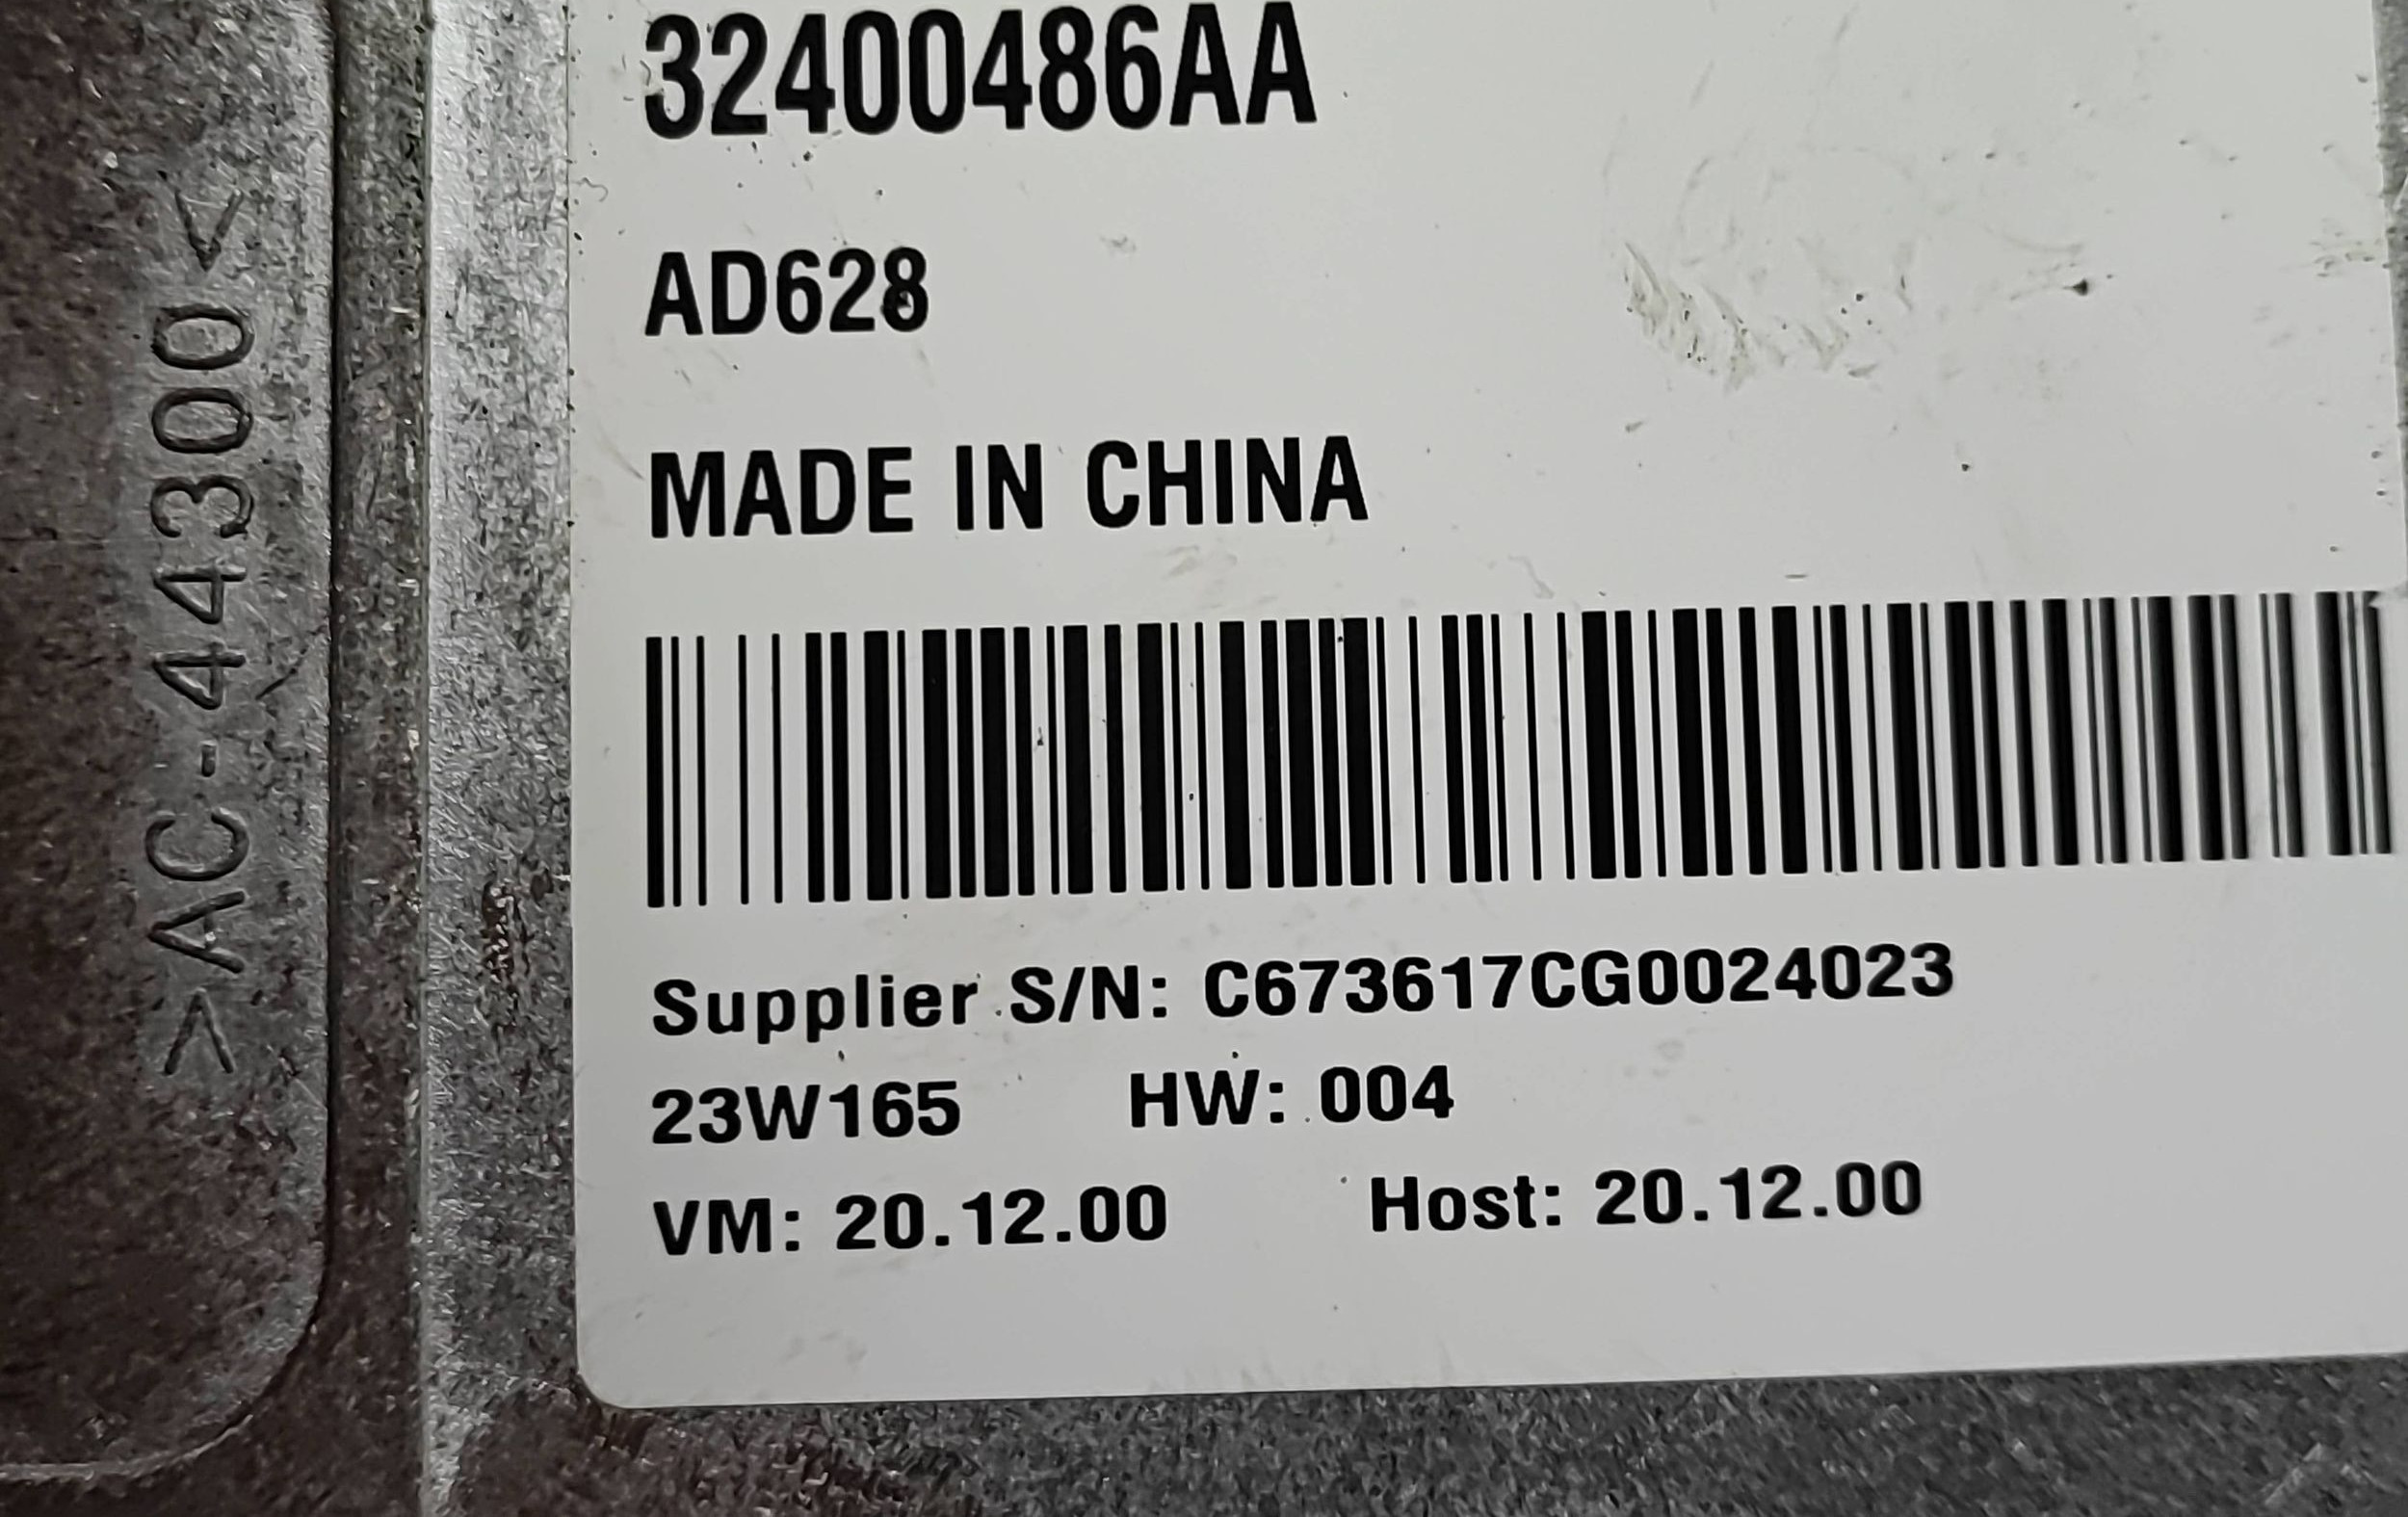 32400486AA
AD628
MADE IN CHINA
Supplier S/N: C673617CG0024023
23W165 HW: 004
VM: 20.12.00 Host: 20.12.00
>AC-44300<